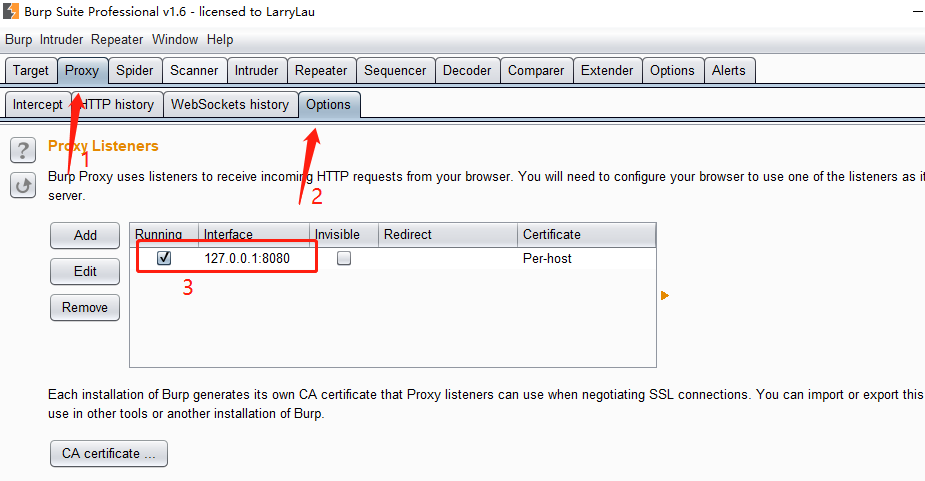 Burp Suite Professional v1.6 - licensed to LarryLau
Burp Intruder Repeater Window Help
Target Proxy Spider Scanner Intruder Repeater Sequencer Decoder Comparer Extender Options Alerts
Intercept HTTP history WebSockets history Options
1
2
? Proxy Listeners
Burp Proxy uses listeners to receive incoming HTTP requests from your browser. You will need to configure your browser to use one of the listeners as
server.
Add Running Interface Invisible Redirect Certificate
127.0.0.1:8080 Per-host
Edit
3
Remove
Each installation of Burp generates its own CA certificate that Proxy listeners can use when negotiating SSL connections. You can import or export this
use in other tools or another installation of Burp.
CA certificate ...